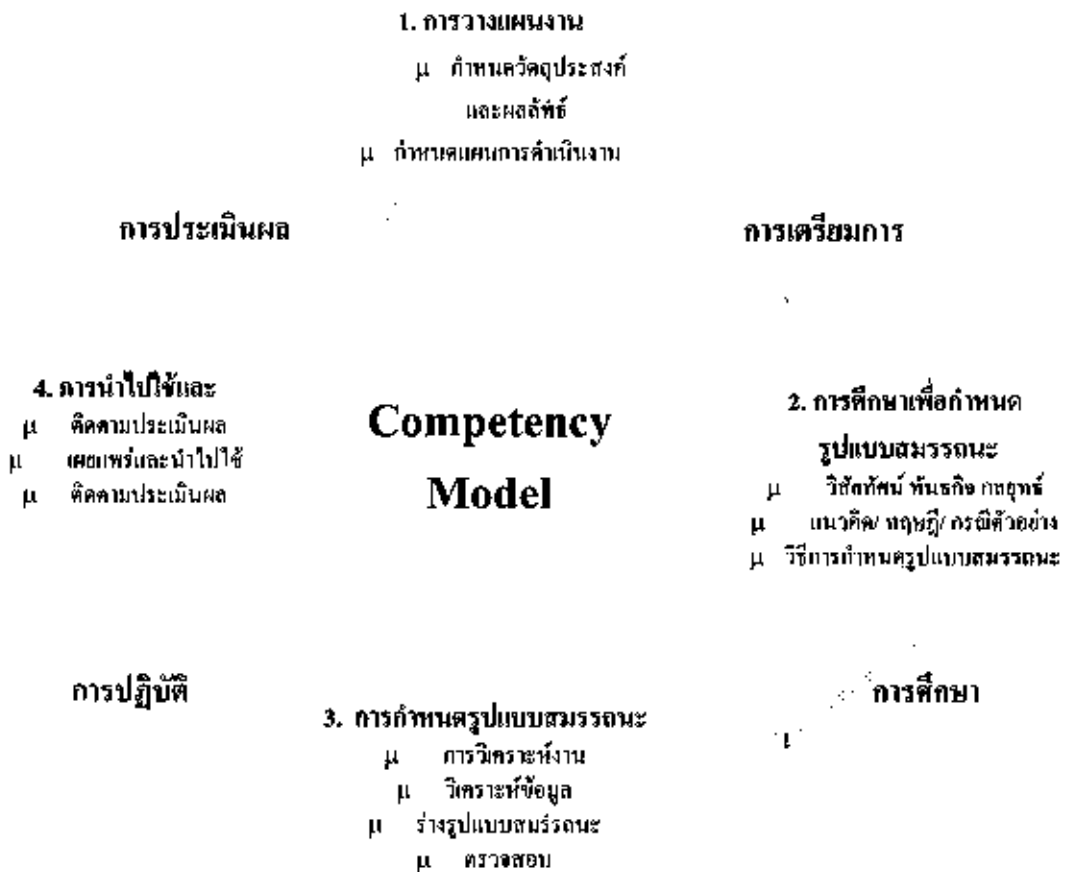 1. การวางแผนงาน
µ กำหนดวัตถุประสงค์
และผลลัพธ์
µ กำหนดแผนการดำเนินงาน
การประเมินผล
การเตรียมการ
4. การนำไปใช้และ
µ ติดตามประเมินผล
µ เผยแพร่และนำไปใช้
µ ติดตามประเมินผล
Competency
Model
2. การศึกษาเพื่อกำหนด
รูปแบบสมรรถนะ
µ วิสัยทัศน์ พันธกิจ กลยุทธ์
µ แนวคิด/ ทฤษฎี/ กรณีตัวอย่าง
µ วิธีการกำหนดรูปแบบสมรรถนะ
การปฏิบัติ
การศึกษา
3. การกำหนดรูปแบบสมรรถนะ
µ การวิเคราะห์งาน
µ วิเคราะห์ข้อมูล
µ ร่างรูปแบบสมรรถนะ
µ ตรวจสอบ